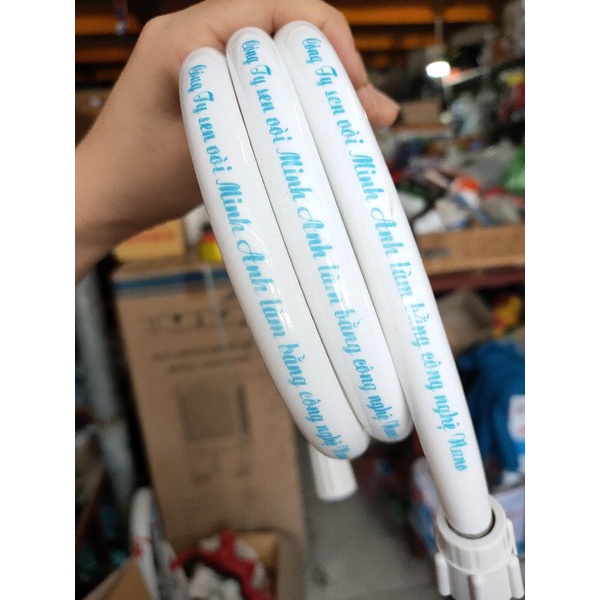 Công Ty sen vòi Minh Anh làm bằng công nghệ
Công Ty sen vòi Minh Anh làm bằng công nghệ
Công Ty sen vòi Minh Anh làm bằng công nghệ Nano